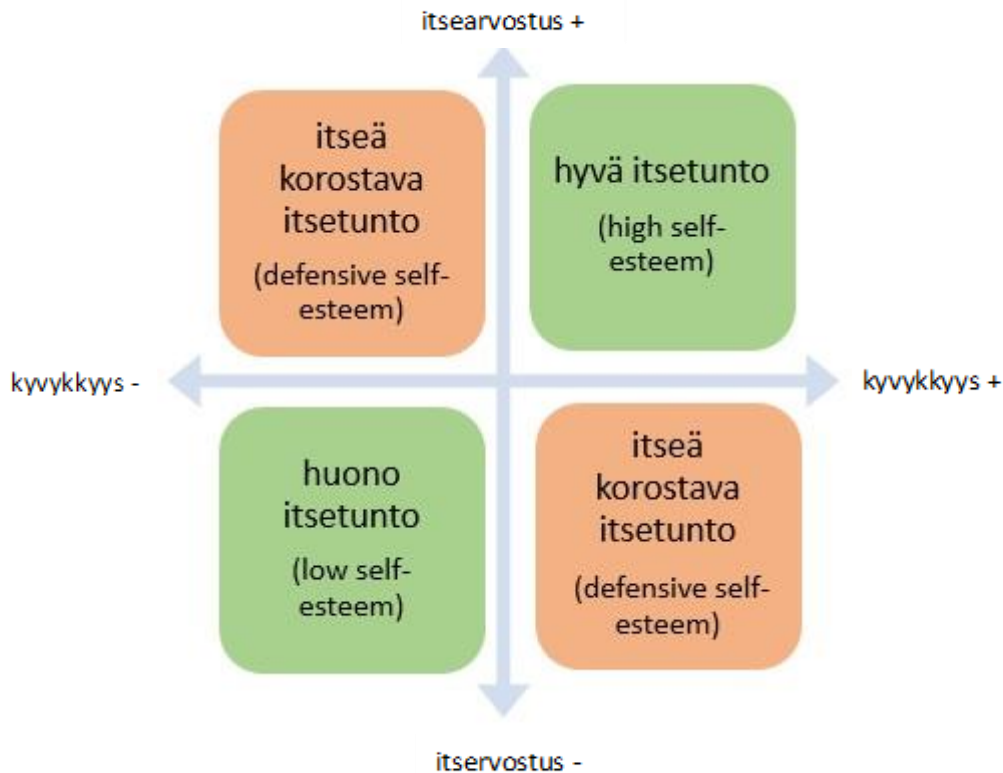 itsearvostus +
itseä
korostava
itsetunto
(defensive self-
esteem)
hyvä itsetunto
(high self-
esteem)
kyvykkyys -
kyvykkyys +
huono
itsetunto
(low self-
esteem)
itseä
korostava
itsetunto
(defensive self-
esteem)
itservostus -